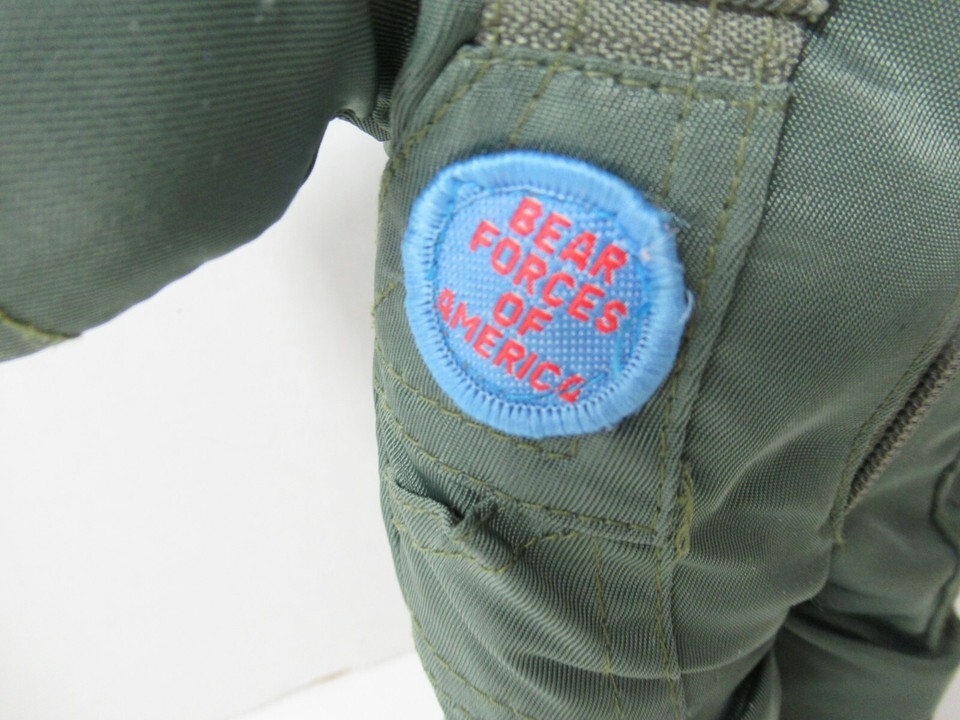 BEAR
FORCES
OF
AMERICA